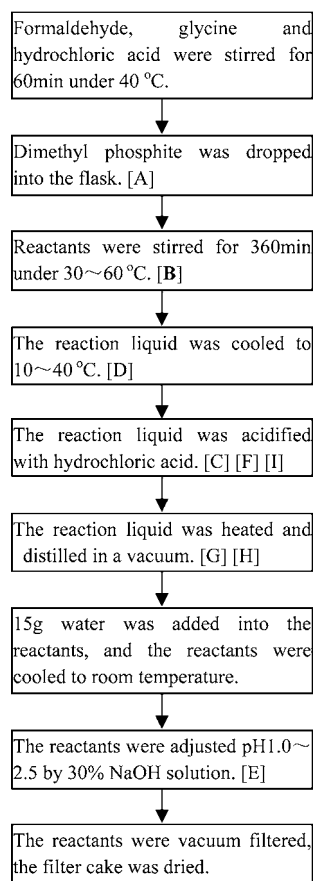 Formaldehyde, glycine and
hydrochloric acid were stirred for
60min under 40 °C.
Dimethyl phosphite was dropped
into the flask. [A]
Reactants were stirred for 360min
under 30～60 °C. [B]
The reaction liquid was cooled to
10～40 °C. [D]
The reaction liquid was acidified
with hydrochloric acid. [C] [F] [I]
The reaction liquid was heated and
distilled in a vacuum. [G] [H]
15g water was added into the
reactants, and the reactants were
cooled to room temperature.
The reactants were adjusted pH1.0～
2.5 by 30% NaOH solution. [E]
The reactants were vacuum filtered,
the filter cake was dried.